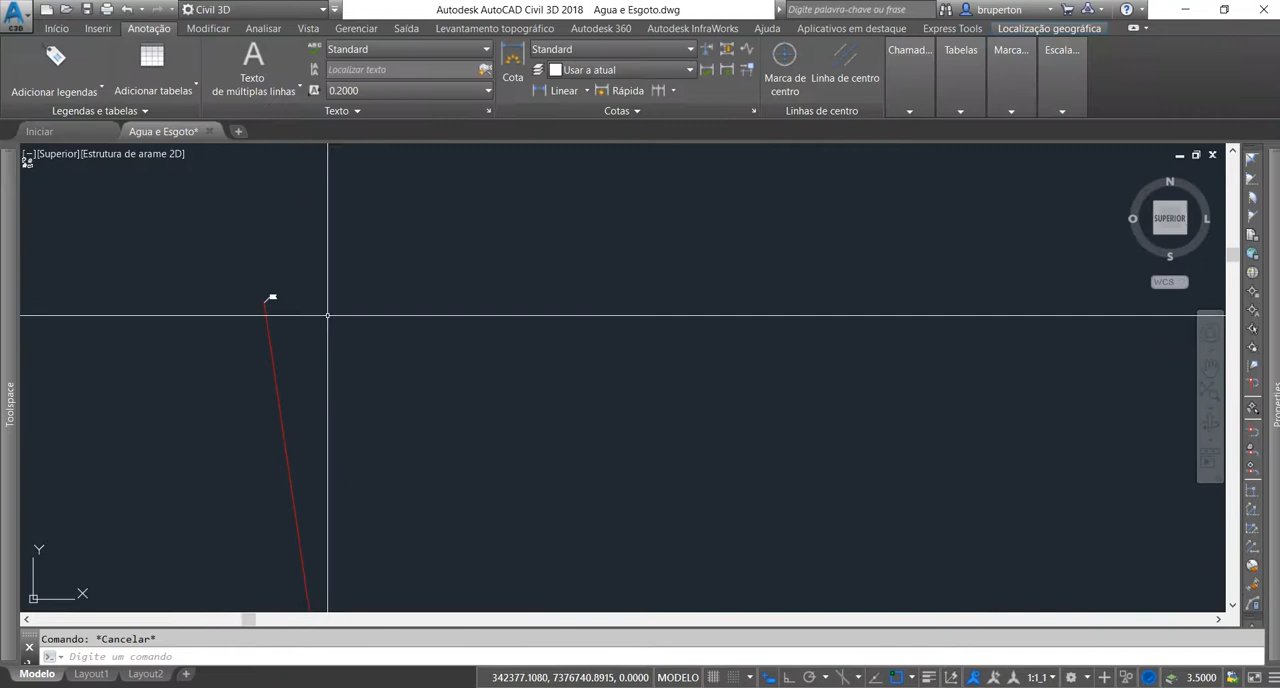 C3D
Civil 3D
Autodesk AutoCAD Civil 3D 2018 Agua e Esgoto.dwg
Digite palavra-chave ou frase
bruperton
Início Inserir Anotação Modificar Analisar Vista Gerenciar Saída Levantamento topográfico Autodesk 360 Autodesk InfraWorks Ajuda Aplicativos em destaque Express Tools Localização geográfica
Adicionar legendas
Adicionar tabelas
Legendas e tabelas
A
Texto
de múltiplas linhas
ABC
Standard
Localizar texto
0.2000
Texto
Cota
Standard
Usar a atual
Linear
Rápida
Cotas
Marca de
centro
Linha de centro
Linhas de centro
Chamad...
Tabelas
Marca...
Escala...
Iniciar
Agua e Esgoto*
[−][Superior][Estrutura de arame 2D]
N
O
SUPERIOR
L
S
WCS
Toolspace
Properties
Y
X
Comando: *Cancelar*
Digite um comando
Modelo Layout1 Layout2
342377.1080, 7376740.8915, 0.0000 MODELO
1:1_1
3.5000